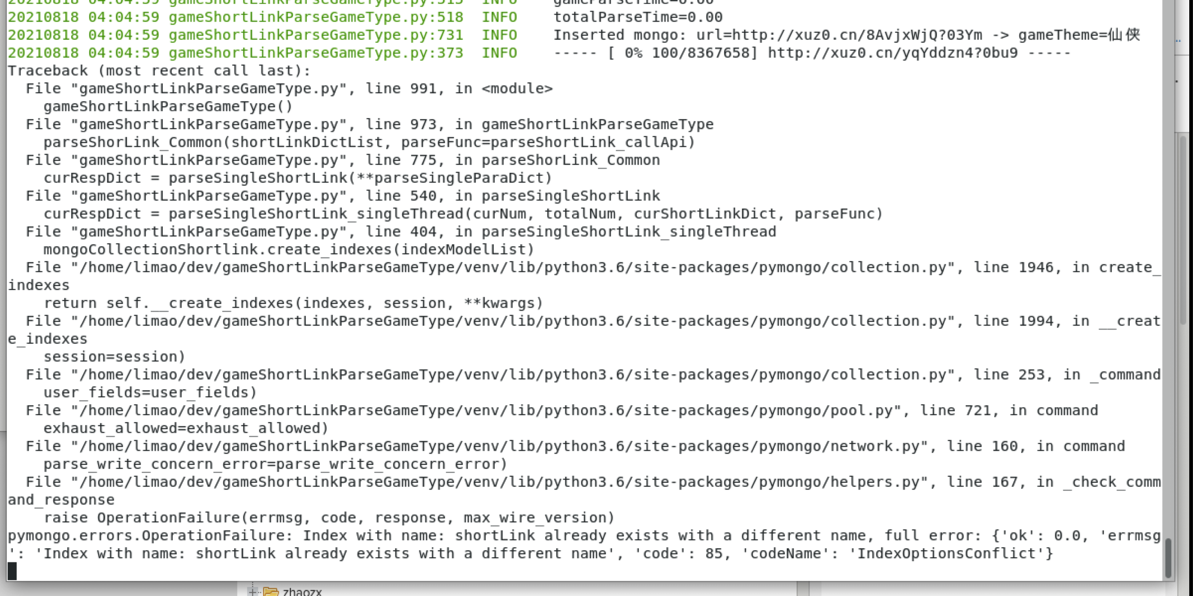 20210818 04:04:59 gameShortLinkParseGameType.py:515  INFO    gameParseTime=0.00
20210818 04:04:59 gameShortLinkParseGameType.py:518  INFO    totalParseTime=0.00
20210818 04:04:59 gameShortLinkParseGameType.py:731  INFO    Inserted mongo: url=http://xuz0.cn/8AvjxWjQ?03Ym -> gameTheme=仙侠
20210818 04:04:59 gameShortLinkParseGameType.py:373  INFO    ----- [ 0% 100/8367658] http://xuz0.cn/yqYddzn4?0bu9 -----
Traceback (most recent call last):
  File "gameShortLinkParseGameType.py", line 991, in <module>
    gameShortLinkParseGameType()
  File "gameShortLinkParseGameType.py", line 973, in gameShortLinkParseGameType
    parseShorLink_Common(shortLinkDictList, parseFunc=parseShortLink_callApi)
  File "gameShortLinkParseGameType.py", line 775, in parseShorLink_Common
    curRespDict = parseSingleShortLink(**parseSingleParaDict)
  File "gameShortLinkParseGameType.py", line 540, in parseSingleShortLink
    curRespDict = parseSingleShortLink_singleThread(curNum, totalNum, curShortLinkDict, parseFunc)
  File "gameShortLinkParseGameType.py", line 404, in parseSingleShortLink_singleThread
    mongoCollectionShortlink.create_indexes(indexModelList)
  File "/home/limao/dev/gameShortLinkParseGameType/venv/lib/python3.6/site-packages/pymongo/collection.py", line 1946, in create_
indexes
    return self.__create_indexes(indexes, session, **kwargs)
  File "/home/limao/dev/gameShortLinkParseGameType/venv/lib/python3.6/site-packages/pymongo/collection.py", line 1994, in __creat
e_indexes
    session=session)
  File "/home/limao/dev/gameShortLinkParseGameType/venv/lib/python3.6/site-packages/pymongo/collection.py", line 253, in _command
    user_fields=user_fields)
  File "/home/limao/dev/gameShortLinkParseGameType/venv/lib/python3.6/site-packages/pymongo/pool.py", line 721, in command
    exhaust_allowed=exhaust_allowed)
  File "/home/limao/dev/gameShortLinkParseGameType/venv/lib/python3.6/site-packages/pymongo/network.py", line 160, in command
    parse_write_concern_error=parse_write_concern_error)
  File "/home/limao/dev/gameShortLinkParseGameType/venv/lib/python3.6/site-packages/pymongo/helpers.py", line 167, in _check_comm
and_response
    raise OperationFailure(errmsg, code, response, max_wire_version)
pymongo.errors.OperationFailure: Index with name: shortLink already exists with a different name, full error: {'ok': 0.0, 'errmsg
': 'Index with name: shortLink already exists with a different name', 'code': 85, 'codeName': 'IndexOptionsConflict'}
zhaozx